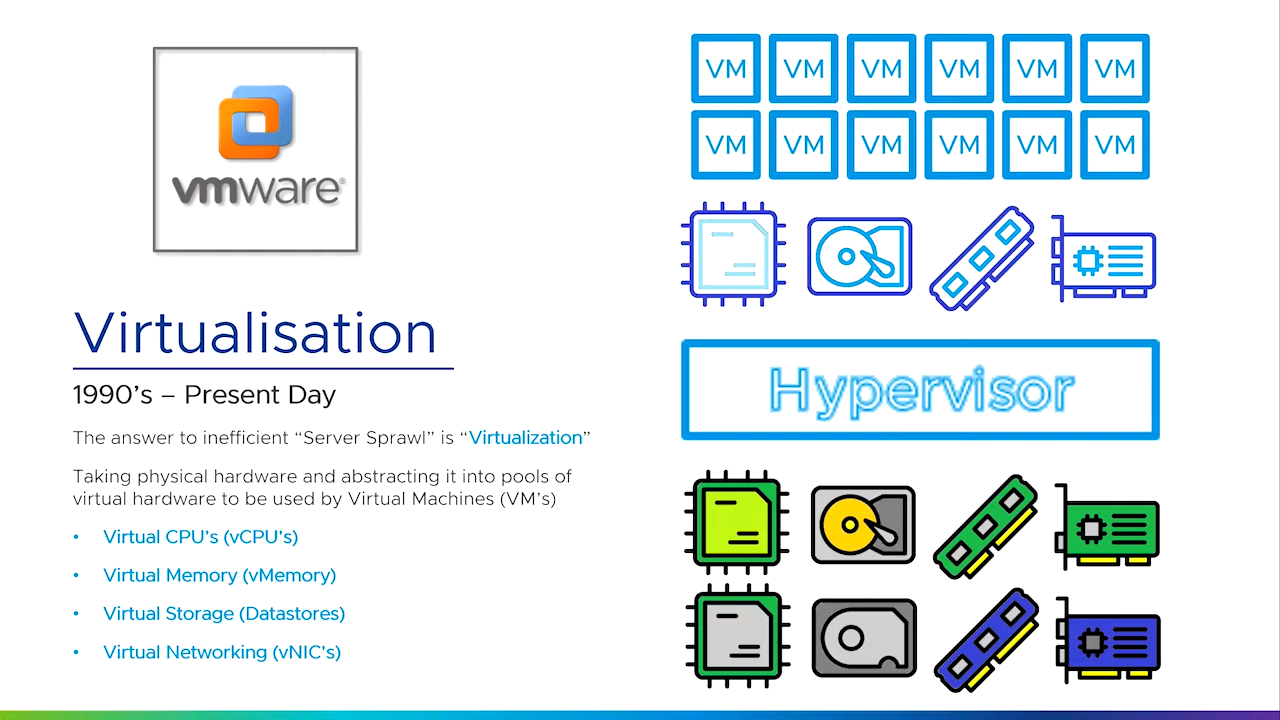 vmware®
Virtualisation
1990's – Present Day
The answer to inefficient “Server Sprawl” is “Virtualization”
Taking physical hardware and abstracting it into pools of
virtual hardware to be used by Virtual Machines (VM's)
• Virtual CPU's (vCPU's)
• Virtual Memory (vMemory)
• Virtual Storage (Datastores)
• Virtual Networking (vNIC's)
VM VM VM VM VM VM
VM VM VM VM VM VM
Hypervisor